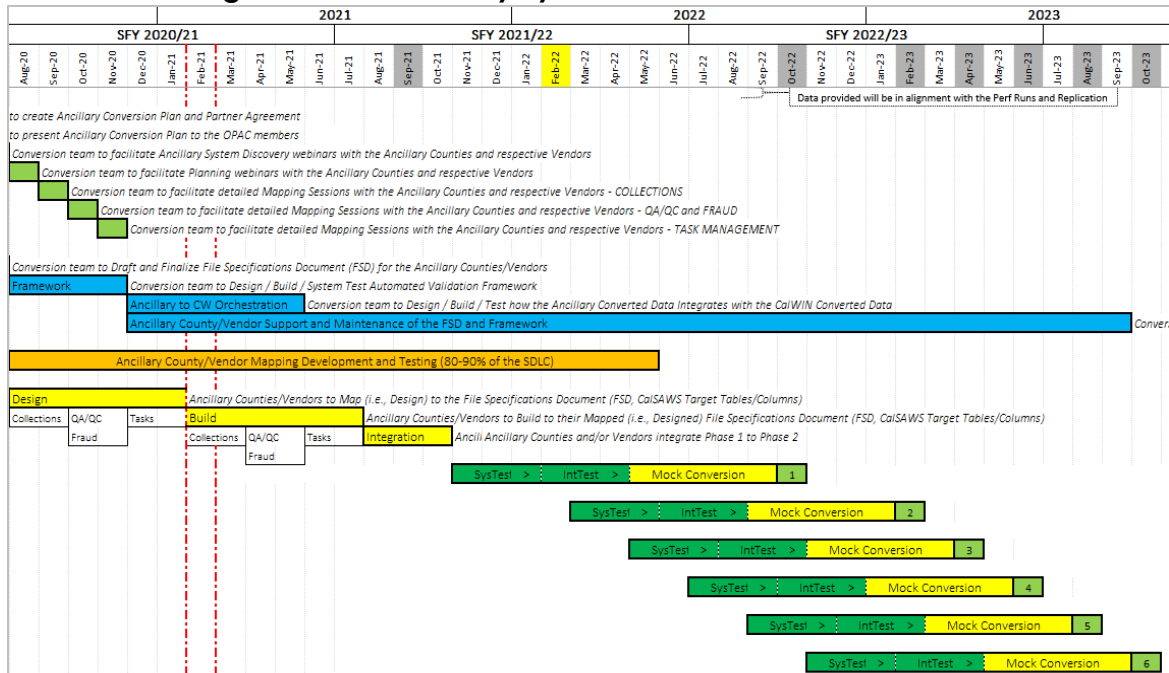 2021 2022 2023
SFY 2020/21 SFY 2021/22 SFY 2022/23
Aug-20 Sep-20 Oct-20 Nov-20 Dec-20 Jan-21 Feb-21 Mar-21 Apr-21 May-21 Jun-21 Jul-21 Aug-21 Sep-21 Oct-21 Nov-21 Dec-21 Jan-22 Feb-22 Mar-22 Apr-22 May-22 Jun-22 Jul-22 Aug-22 Sep-22 Oct-22 Nov-22 Dec-22 Jan-23 Feb-23 Mar-23 Apr-23 May-23 Jun-23 Jul-23 Aug-23 Sep-23 Oct-23
Data provided will be in alignment with the Perf Runs and Replication
to create Ancillary Conversion Plan and Partner Agreement
to present Ancillary Conversion Plan to the OPAC members
Conversion team to facilitate Ancillary System Discovery webinars with the Ancillary Counties and respective Vendors
Conversion team to facilitate Planning webinars with the Ancillary Counties and respective Vendors
Conversion team to facilitate detailed Mapping Sessions with the Ancillary Counties and respective Vendors - COLLECTIONS
Conversion team to facilitate detailed Mapping Sessions with the Ancillary Counties and respective Vendors - QA/QC and FRAUD
Conversion team to facilitate detailed Mapping Sessions with the Ancillary Counties and respective Vendors - TASK MANAGEMENT
Conversion team to Draft and Finalize File Specifications Document (FSD) for the Ancillary Counties/Vendors
Framework Conversion team to Design / Build / System Test Automated Validation Framework
Ancillary to CW Orchestration Conversion team to Design / Build / Test how the Ancillary Converted Data Integrates with the CalWIN Converted Data
Ancillary County/Vendor Support and Maintenance of the FSD and Framework Conver
Ancillary County/Vendor Mapping Development and Testing (80-90% of the SDLC)
Design Ancillary Counties/Vendors to Map (i.e., Design) to the File Specifications Document (FSD, CalSAWS Target Tables/Columns)
Collections QA/QC Tasks Build Ancillary Counties/Vendors to Build to their Mapped (i.e., Designed) File Specifications Document (FSD, CalSAWS Target Tables/Columns)
Fraud Collections QA/QC Tasks Integration Ancili Ancillary Counties and/or Vendors integrate Phase 1 to Phase 2
Fraud
SysTest > IntTest > Mock Conversion 1
SysTest > IntTest > Mock Conversion 2
SysTest > IntTest > Mock Conversion 3
SysTest > IntTest > Mock Conversion 4
SysTest > IntTest > Mock Conversion 5
SysTest > IntTest > Mock Conversion 6